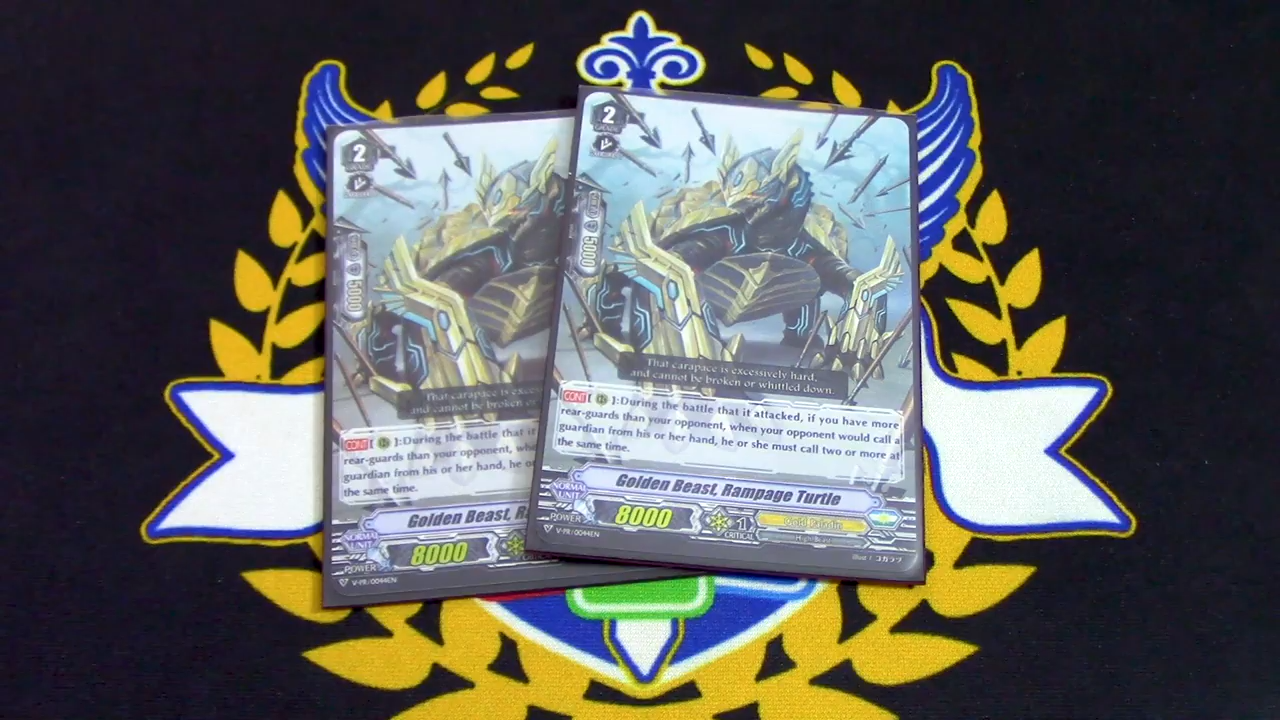 2
GRADE
5000
That carapace is exce
and cannot be broken o
CONT[ ]:During the battle that it
rear-guards than your opponent, whe
guardian from his or her hand, he or
the same time.
NORMAL
UNIT
Golden Beast, R
POWER
8000
V-PR/0044EN
2
GRADE
5000
That carapace is excessively hard,
and cannot be broken or whittled down.
CONT[ ]:During the battle that it attacked, if you have more
rear-guards than your opponent, when your opponent would call a
guardian from his or her hand, he or she must call two or more at
the same time.
NORMAL
UNIT
Golden Beast, Rampage Turtle
POWER
8000
1
CRITICAL
Gold Paladin
V-PR/0044EN